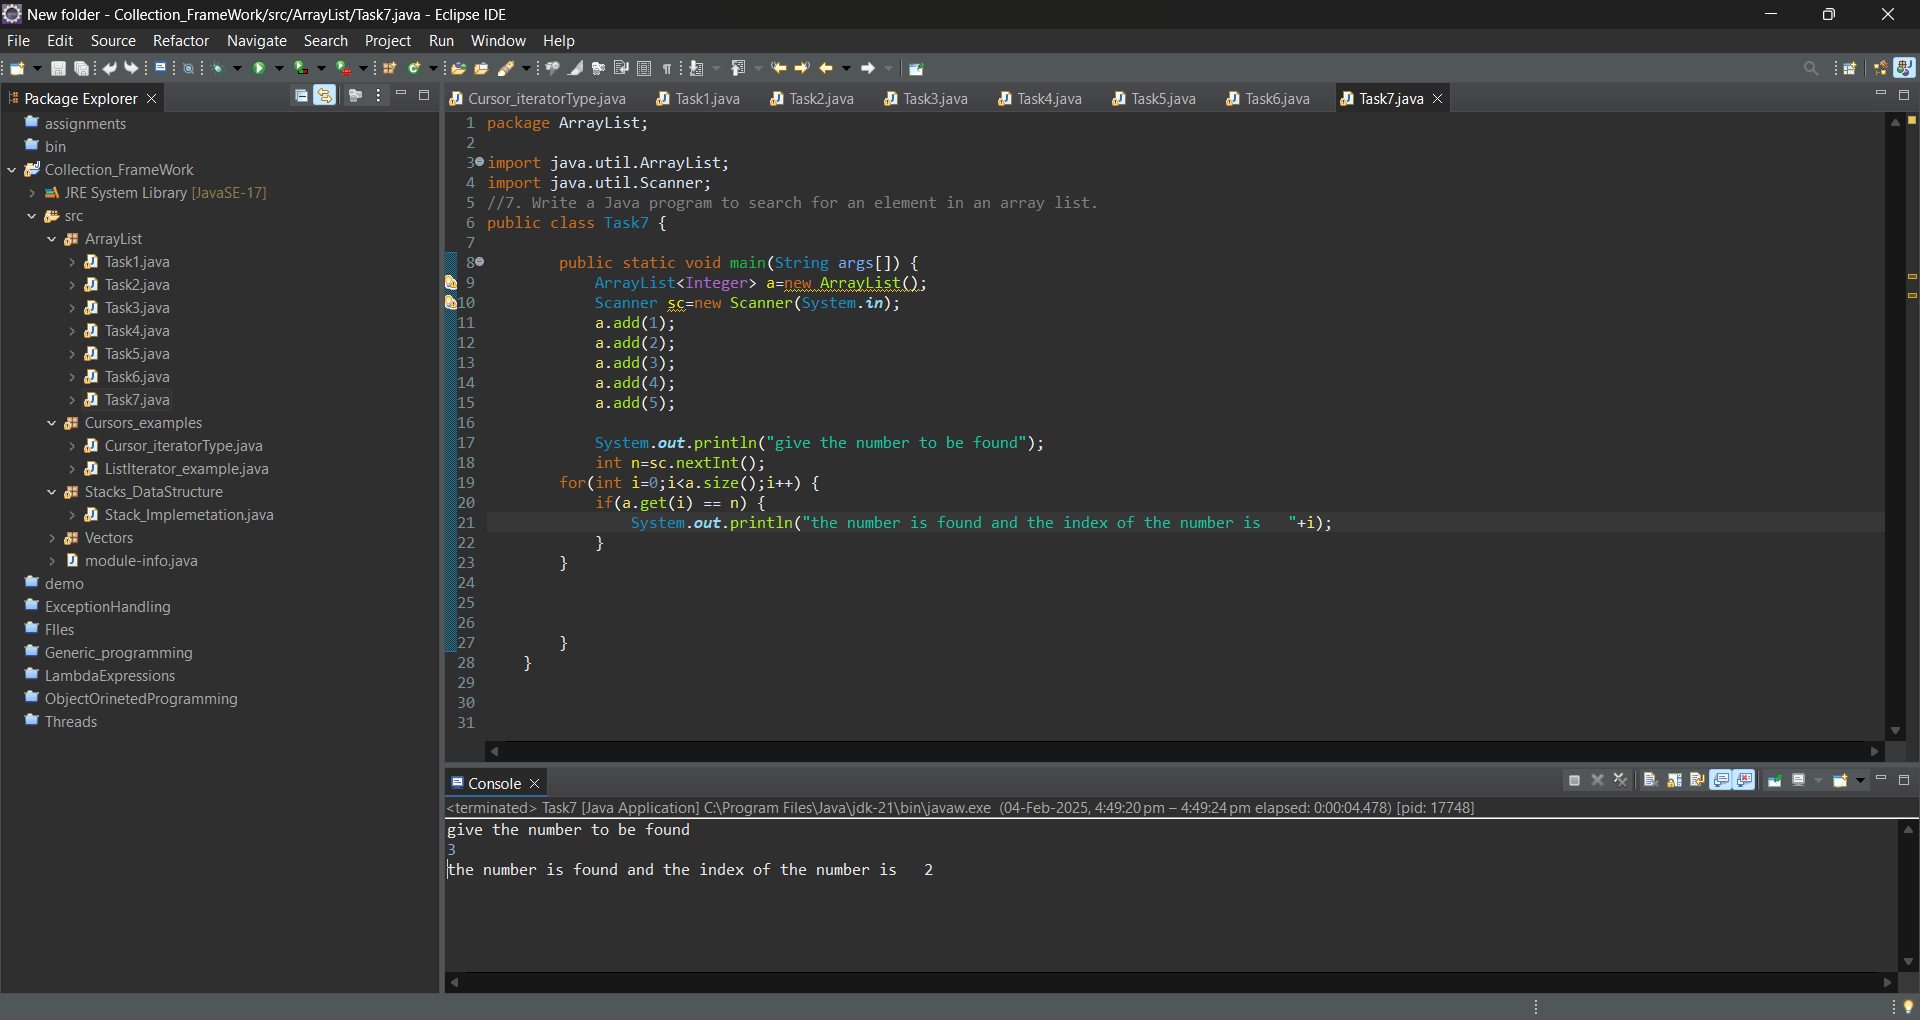 New folder - Collection_FrameWork/src/ArrayList/Task7.java - Eclipse IDE
File Edit Source Refactor Navigate Search Project Run Window Help
Package Explorer
assignments
bin
Collection_FrameWork
JRE System Library [JavaSE-17]
src
ArrayList
Task1.java
Task2.java
Task3.java
Task4.java
Task5.java
Task6.java
Task7.java
Cursors_examples
Cursor_iteratorType.java
ListIterator_example.java
Stacks_DataStructure
Stack_Implemetation.java
Vectors
module-info.java
demo
ExceptionHandling
FIles
Generic_programming
LambdaExpressions
ObjectOrinetedProgramming
Threads
Cursor_iteratorType.java Task1.java Task2.java Task3.java Task4.java Task5.java Task6.java Task7.java
1 package ArrayList;
2
3 import java.util.ArrayList;
4 import java.util.Scanner;
5 //7. Write a Java program to search for an element in an array list.
6 public class Task7 {
7
8 public static void main(String args[]) {
9 ArrayList<Integer> a=new ArrayList();
10 Scanner sc=new Scanner(System.in);
11 a.add(1);
12 a.add(2);
13 a.add(3);
14 a.add(4);
15 a.add(5);
16
17 System.out.println("give the number to be found");
18 int n=sc.nextInt();
19 for(int i=0;i<a.size();i++) {
20 if(a.get(i) == n) {
21 System.out.println("the number is found and the index of the number is   "+i);
22 }
23 }
24
25
26
27 }
28 }
29
30
31
Console
<terminated> Task7 [Java Application] C:\Program Files\Java\jdk-21\bin\javaw.exe (04-Feb-2025, 4:49:20 pm – 4:49:24 pm elapsed: 0:00:04.478) [pid: 17748]
give the number to be found
3
the number is found and the index of the number is   2